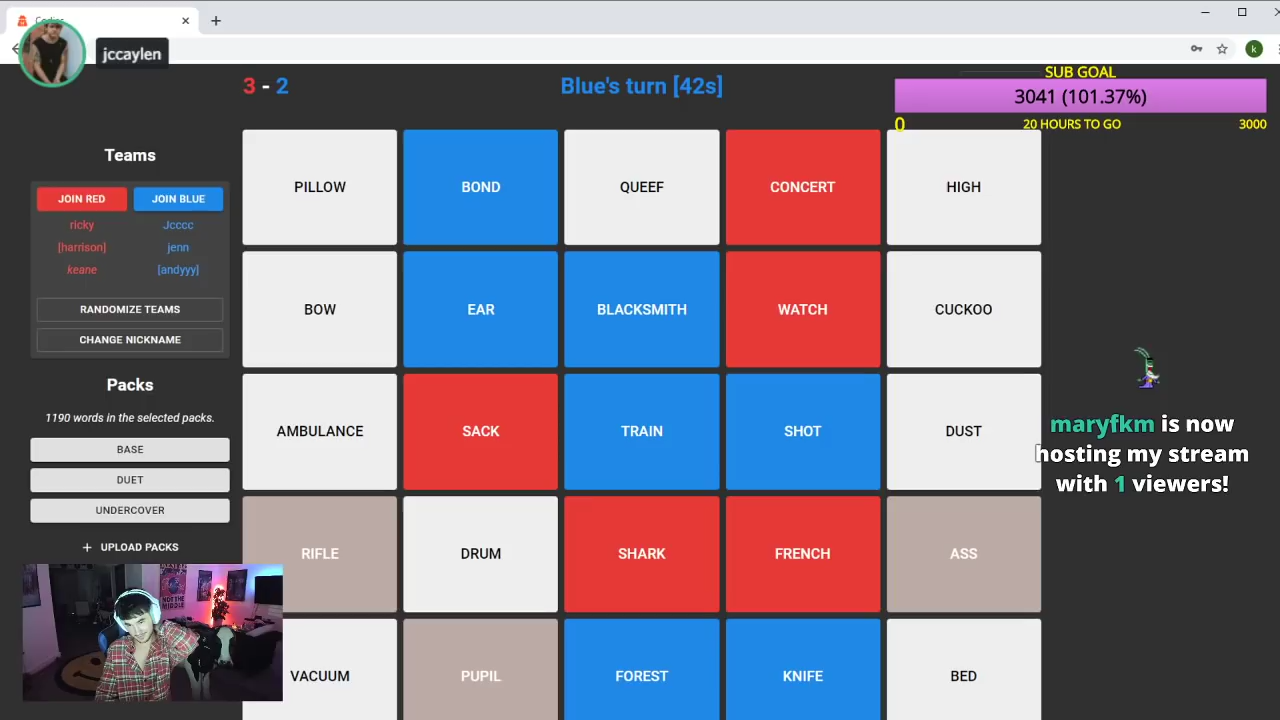 jccaylen
3 - 2
Blue's turn [42s]
k
SUB GOAL
3041 (101.37%)
0
20 HOURS TO GO
3000
Teams
JOIN RED
JOIN BLUE
ricky
Jcccc
[harrison]
jenn
keane
[andyyy]
RANDOMIZE TEAMS
CHANGE NICKNAME
Packs
1190 words in the selected packs.
BASE
DUET
UNDERCOVER
+ UPLOAD PACKS
PILLOW
BOND
QUEEF
CONCERT
HIGH
BOW
EAR
BLACKSMITH
WATCH
CUCKOO
AMBULANCE
SACK
TRAIN
SHOT
DUST
RIFLE
DRUM
SHARK
FRENCH
ASS
VACUUM
PUPIL
FOREST
KNIFE
BED
maryfkm is now
hosting my stream
with 1 viewers!